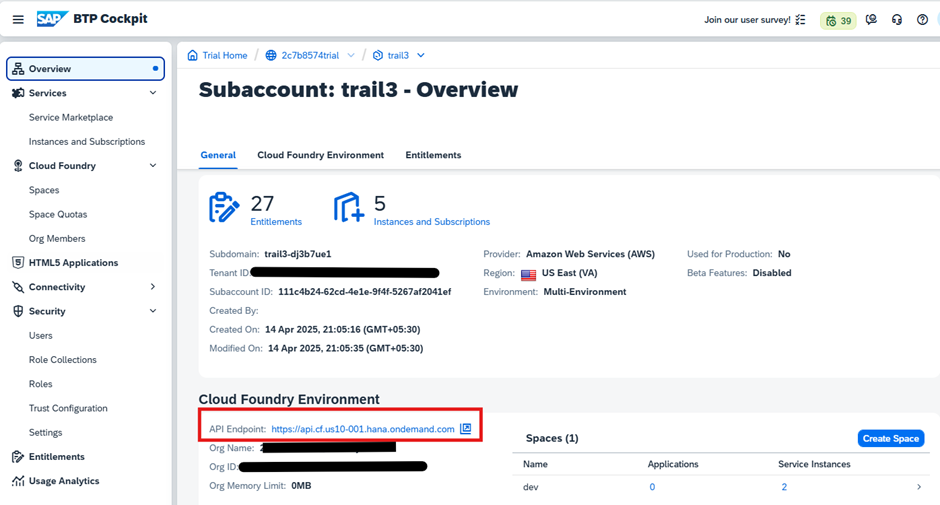 SAP BTP Cockpit
Join our user survey!
39
Overview
Services
Service Marketplace
Instances and Subscriptions
Cloud Foundry
Spaces
Space Quotas
Org Members
HTML5 Applications
Connectivity
Security
Users
Role Collections
Roles
Trust Configuration
Settings
Entitlements
Usage Analytics
Trial Home / 2c7b8574trial / trail3
Subaccount: trail3 - Overview
General Cloud Foundry Environment Entitlements
27 Entitlements
5 Instances and Subscriptions
Subdomain: trail3-dj3b7ue1
Tenant ID:
Subaccount ID: 111c4b24-62cd-4e1e-9f4f-5267af2041ef
Created By:
Created On: 14 Apr 2025, 21:05:16 (GMT+05:30)
Modified On: 14 Apr 2025, 21:05:35 (GMT+05:30)
Provider: Amazon Web Services (AWS)
Region: US East (VA)
Environment: Multi-Environment
Used for Production: No
Beta Features: Disabled
Cloud Foundry Environment
API Endpoint: https://api.cf.us10-001.hana.ondemand.com
Org Name:
Org ID:
Org Memory Limit: 0MB
Spaces (1)
Create Space
Name Applications Service Instances
dev 0 2